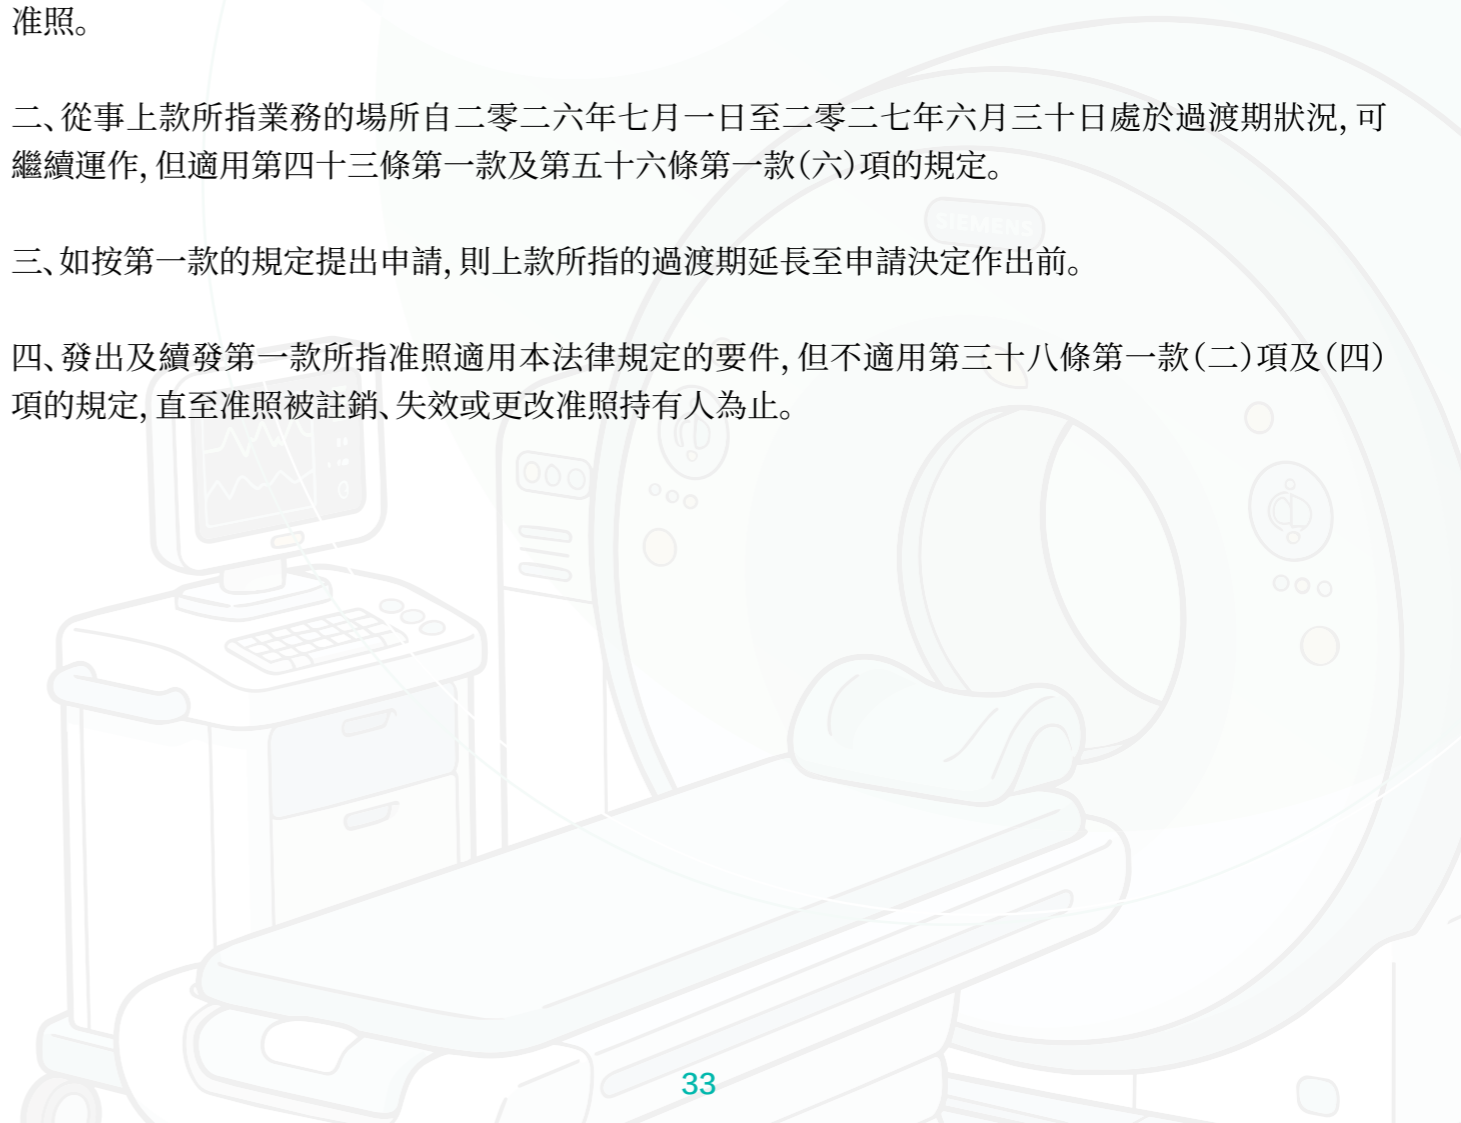 准照。
二、從事上款所指業務的場所自二零二六年七月一日至二零二七年六月三十日處於過渡期狀況, 可
繼續運作, 但適用第四十三條第一款及第五十六條第一款(六)項的規定。
三、如按第一款的規定提出申請, 則上款所指的過渡期延長至申請決定作出前。
SIEMENS
四、發出及續發第一款所指准照適用本法律規定的要件, 但不適用第三十八條第一款(二)項及(四)
項的規定, 直至准照被註銷、失效或更改准照持有人為止。
33